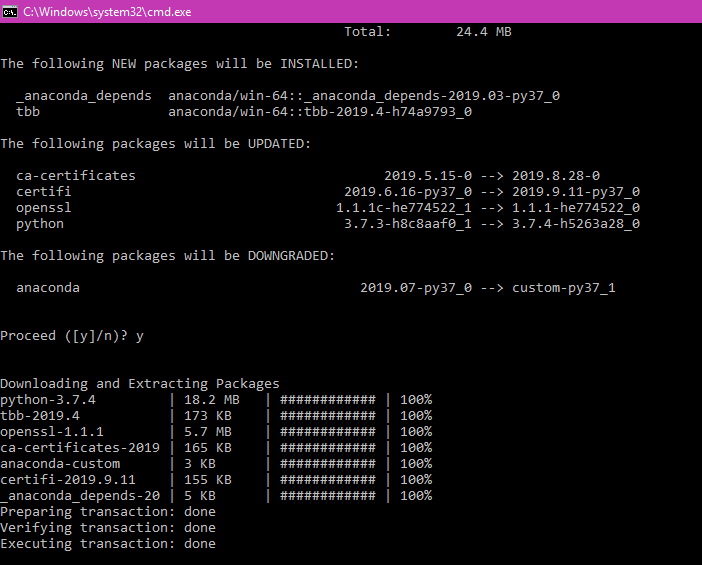 C:\Windows\system32\cmd.exe
Total: 24.4 MB
The following NEW packages will be INSTALLED:
_anaconda_depends anaconda/win-64::_anaconda_depends-2019.03-py37_0
tbb anaconda/win-64::tbb-2019.4-h74a9793_0
The following packages will be UPDATED:
ca-certificates 2019.5.15-0 --> 2019.8.28-0
certifi 2019.6.16-py37_0 --> 2019.9.11-py37_0
openssl 1.1.1c-he774522_1 --> 1.1.1-he774522_0
python 3.7.3-h8c8aaf0_1 --> 3.7.4-h5263a28_0
The following packages will be DOWNGRADED:
anaconda 2019.07-py37_0 --> custom-py37_1
Proceed ([y]/n)? y
Downloading and Extracting Packages
python-3.7.4 | 18.2 MB | ############ | 100%
tbb-2019.4 | 173 KB | ############ | 100%
openssl-1.1.1 | 5.7 MB | ############ | 100%
ca-certificates-2019 | 165 KB | ############ | 100%
anaconda-custom | 3 KB | ############ | 100%
certifi-2019.9.11 | 155 KB | ############ | 100%
_anaconda_depends-20 | 5 KB | ############ | 100%
Preparing transaction: done
Verifying transaction: done
Executing transaction: done